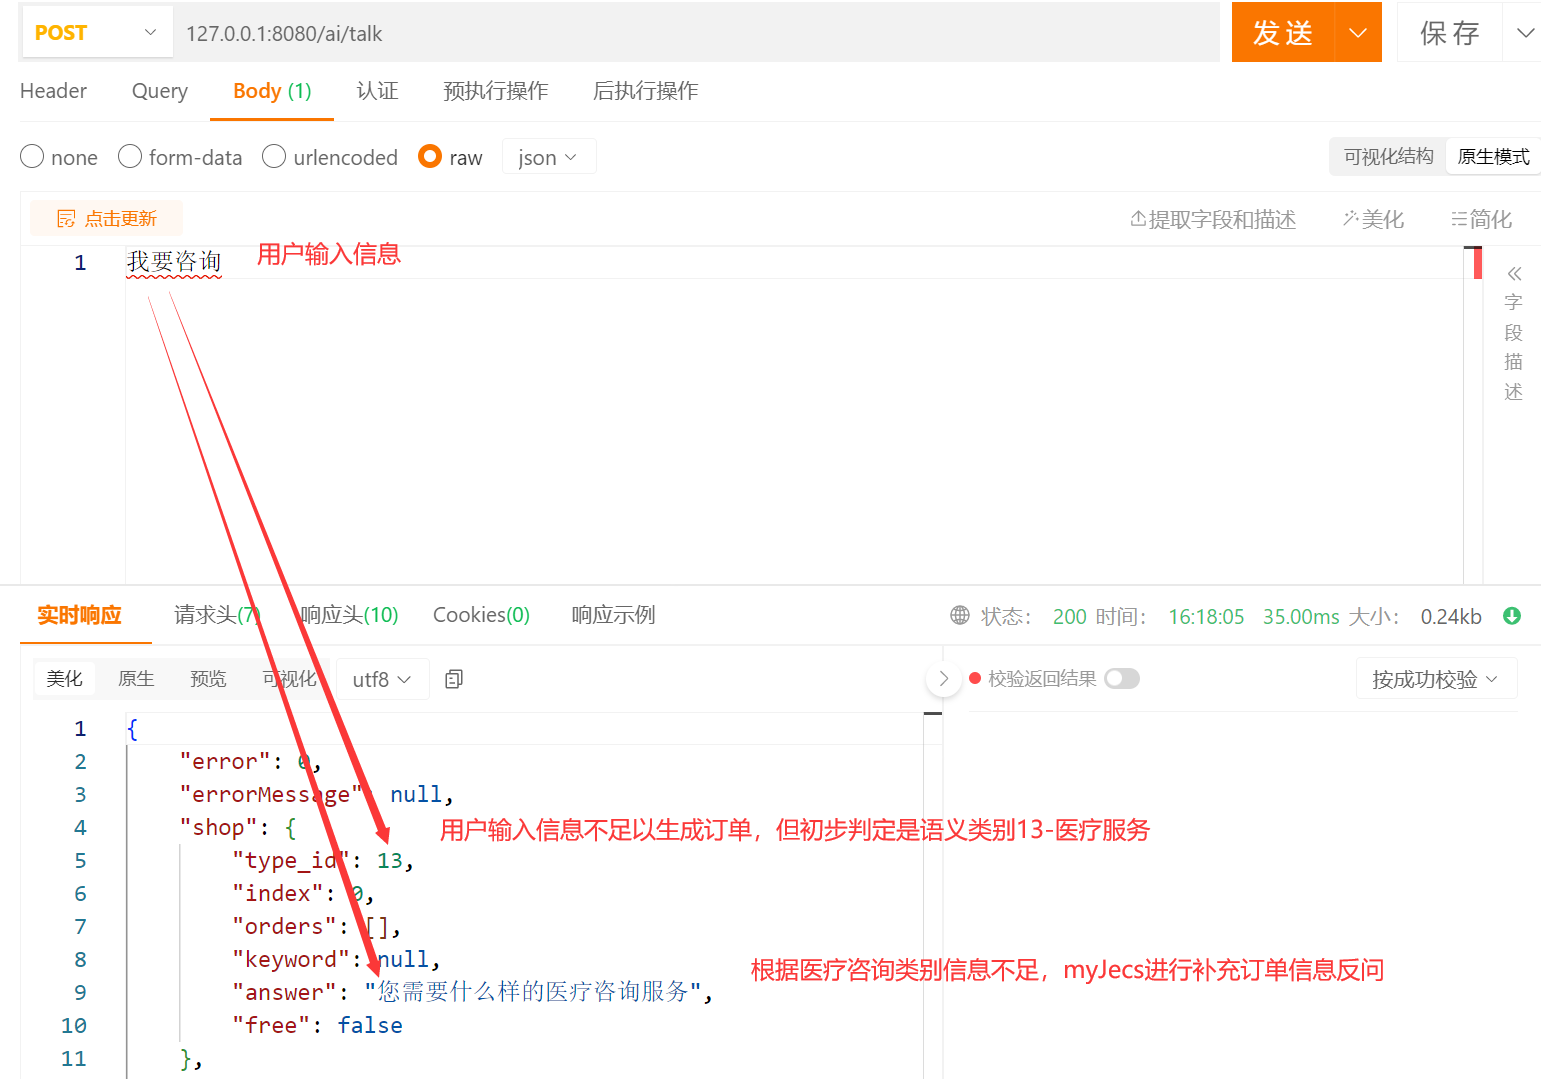 POST 127.0.0.1:8080/ai/talk 发送 保存
Header Query Body (1) 认证 预执行操作 后执行操作
none form-data urlencoded raw json 可视化结构 原生模式
点击更新 提取字段和描述 美化 简化
1 我要咨询 用户输入信息
字
段
描
述
实时响应 请求头(7) 响应头(10) Cookies(0) 响应示例 状态: 200 时间: 16:18:05 35.00ms 大小: 0.24kb
美化 原生 预览 可视化 utf8 校验返回结果 按成功校验
1 {
2 "error": 0,
3 "errorMessage": null,
4 "shop": { 用户输入信息不足以生成订单，但初步判定是语义类别13-医疗服务
5 "type_id": 13,
6 "index": 0,
7 "orders": [],
8 "keyword": null,
根据医疗咨询类别信息不足，myJecs进行补充订单信息反问
9 "answer": "您需要什么样的医疗咨询服务",
10 "free": false
11 },